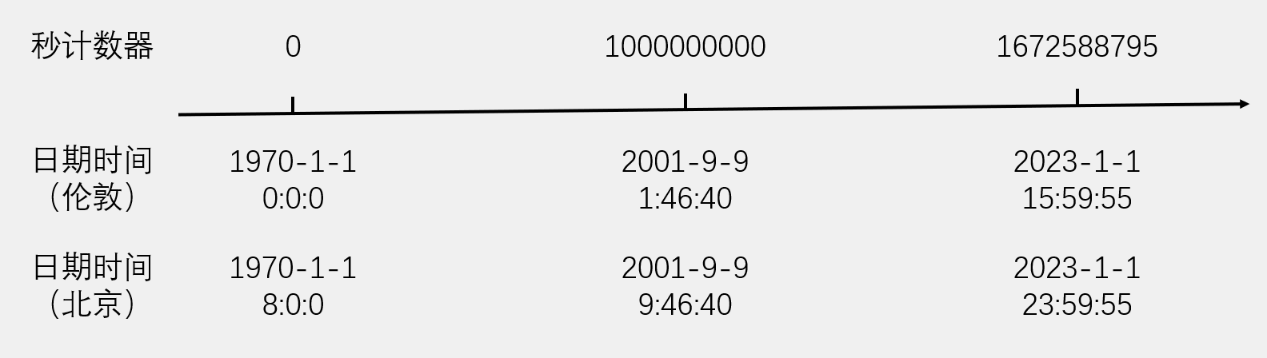 秒计数器 0 1000000000 1672588795
日期时间 1970-1-1 2001-9-9 2023-1-1
（伦敦） 0:0:0 1:46:40 15:59:55
日期时间 1970-1-1 2001-9-9 2023-1-1
（北京） 8:0:0 9:46:40 23:59:55